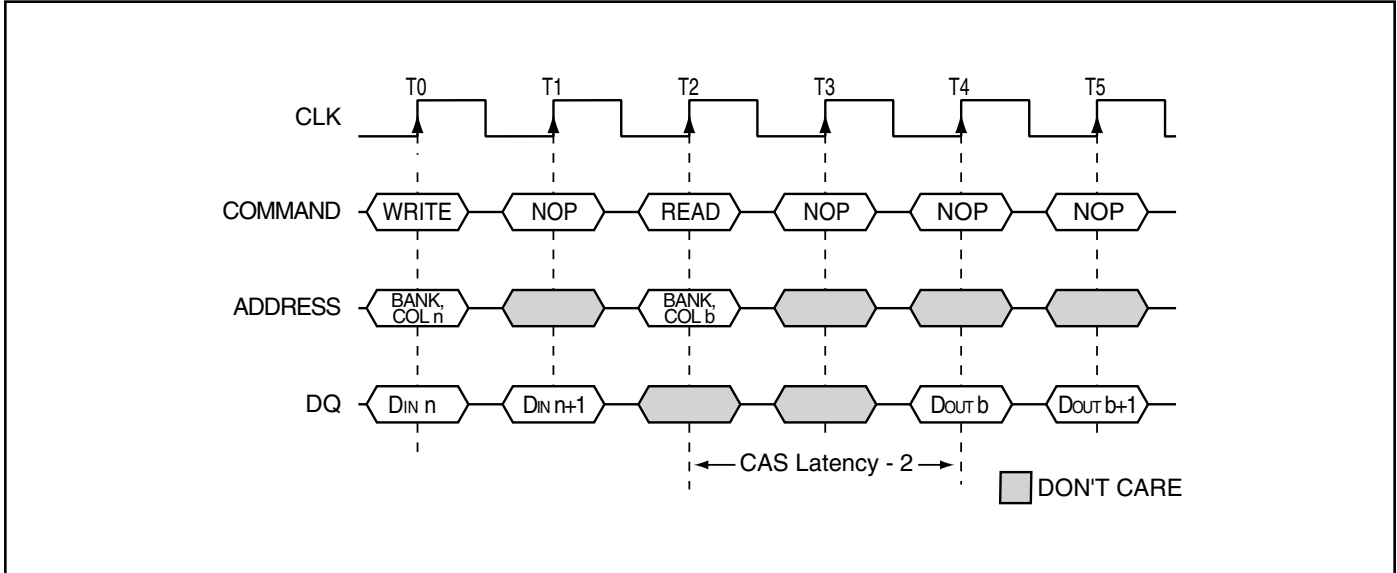 T0 T1 T2 T3 T4 T5
CLK
COMMAND WRITE NOP READ NOP NOP NOP
ADDRESS BANK, COL n BANK, COL b
DQ DIN n DIN n+1 DOUT b DOUT b+1
CAS Latency - 2
DON'T CARE